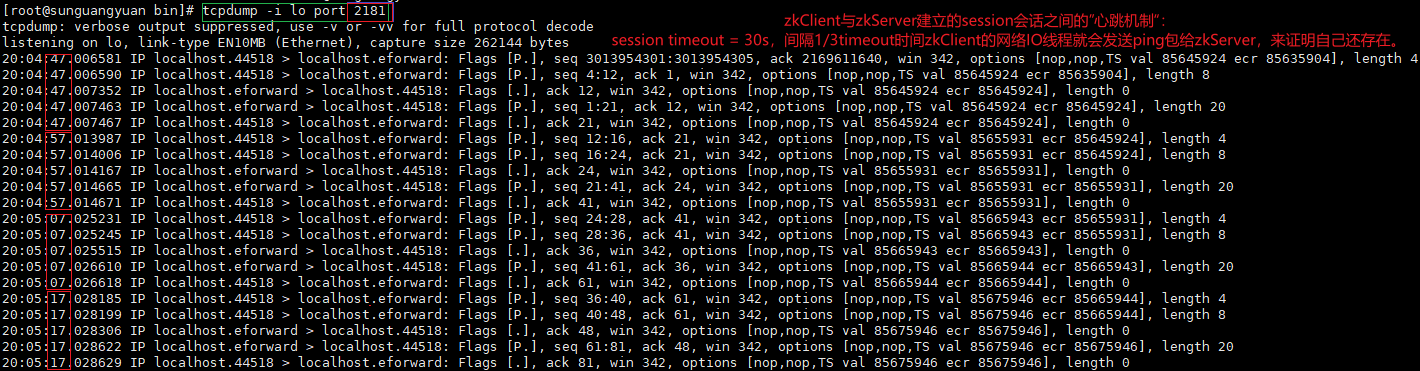 [root@sunguangyuan bin]# tcpdump -i lo port 2181
tcpdump: verbose output suppressed, use -v or -vv for full protocol decode
zkClient与zkServer建立的session会话之间的“心跳机制”：
listening on lo, link-type EN10MB (Ethernet), capture size 262144 bytes
session timeout = 30s，间隔1/3timeout时间zkClient的网络IO线程就会发送ping包给zkServer，来证明自己还存在。
20:04:47.006581 IP localhost.44518 > localhost.eforward: Flags [P.], seq 3013954301:3013954305, ack 2169611640, win 342, options [nop,nop,TS val 85645924 ecr 85635904], length 4
20:04:47.006590 IP localhost.44518 > localhost.eforward: Flags [P.], seq 4:12, ack 1, win 342, options [nop,nop,TS val 85645924 ecr 85635904], length 8
20:04:47.007352 IP localhost.eforward > localhost.44518: Flags [.], ack 12, win 342, options [nop,nop,TS val 85645924 ecr 85645924], length 0
20:04:47.007463 IP localhost.eforward > localhost.44518: Flags [P.], seq 1:21, ack 12, win 342, options [nop,nop,TS val 85645924 ecr 85645924], length 20
20:04:47.007467 IP localhost.44518 > localhost.eforward: Flags [.], ack 21, win 342, options [nop,nop,TS val 85645924 ecr 85645924], length 0
20:04:57.013987 IP localhost.44518 > localhost.eforward: Flags [P.], seq 12:16, ack 21, win 342, options [nop,nop,TS val 85655931 ecr 85645924], length 4
20:04:57.014006 IP localhost.44518 > localhost.eforward: Flags [P.], seq 16:24, ack 21, win 342, options [nop,nop,TS val 85655931 ecr 85645924], length 8
20:04:57.014167 IP localhost.eforward > localhost.44518: Flags [.], ack 24, win 342, options [nop,nop,TS val 85655931 ecr 85655931], length 0
20:04:57.014665 IP localhost.eforward > localhost.44518: Flags [P.], seq 21:41, ack 24, win 342, options [nop,nop,TS val 85655931 ecr 85655931], length 20
20:04:57.014671 IP localhost.44518 > localhost.eforward: Flags [.], ack 41, win 342, options [nop,nop,TS val 85655931 ecr 85655931], length 0
20:05:07.025231 IP localhost.44518 > localhost.eforward: Flags [P.], seq 24:28, ack 41, win 342, options [nop,nop,TS val 85665943 ecr 85655931], length 4
20:05:07.025245 IP localhost.44518 > localhost.eforward: Flags [P.], seq 28:36, ack 41, win 342, options [nop,nop,TS val 85665943 ecr 85655931], length 8
20:05:07.025515 IP localhost.eforward > localhost.44518: Flags [.], ack 36, win 342, options [nop,nop,TS val 85665943 ecr 85665943], length 0
20:05:07.026610 IP localhost.eforward > localhost.44518: Flags [P.], seq 41:61, ack 36, win 342, options [nop,nop,TS val 85665944 ecr 85665943], length 20
20:05:07.026618 IP localhost.44518 > localhost.eforward: Flags [.], ack 61, win 342, options [nop,nop,TS val 85665944 ecr 85665944], length 0
20:05:17.028185 IP localhost.44518 > localhost.eforward: Flags [P.], seq 36:40, ack 61, win 342, options [nop,nop,TS val 85675946 ecr 85665944], length 4
20:05:17.028199 IP localhost.44518 > localhost.eforward: Flags [P.], seq 40:48, ack 61, win 342, options [nop,nop,TS val 85675946 ecr 85665944], length 8
20:05:17.028306 IP localhost.eforward > localhost.44518: Flags [.], ack 48, win 342, options [nop,nop,TS val 85675946 ecr 85675946], length 0
20:05:17.028622 IP localhost.eforward > localhost.44518: Flags [P.], seq 61:81, ack 48, win 342, options [nop,nop,TS val 85675946 ecr 85675946], length 20
20:05:17.028629 IP localhost.44518 > localhost.eforward: Flags [.], ack 81, win 342, options [nop,nop,TS val 85675946 ecr 85675946], length 0